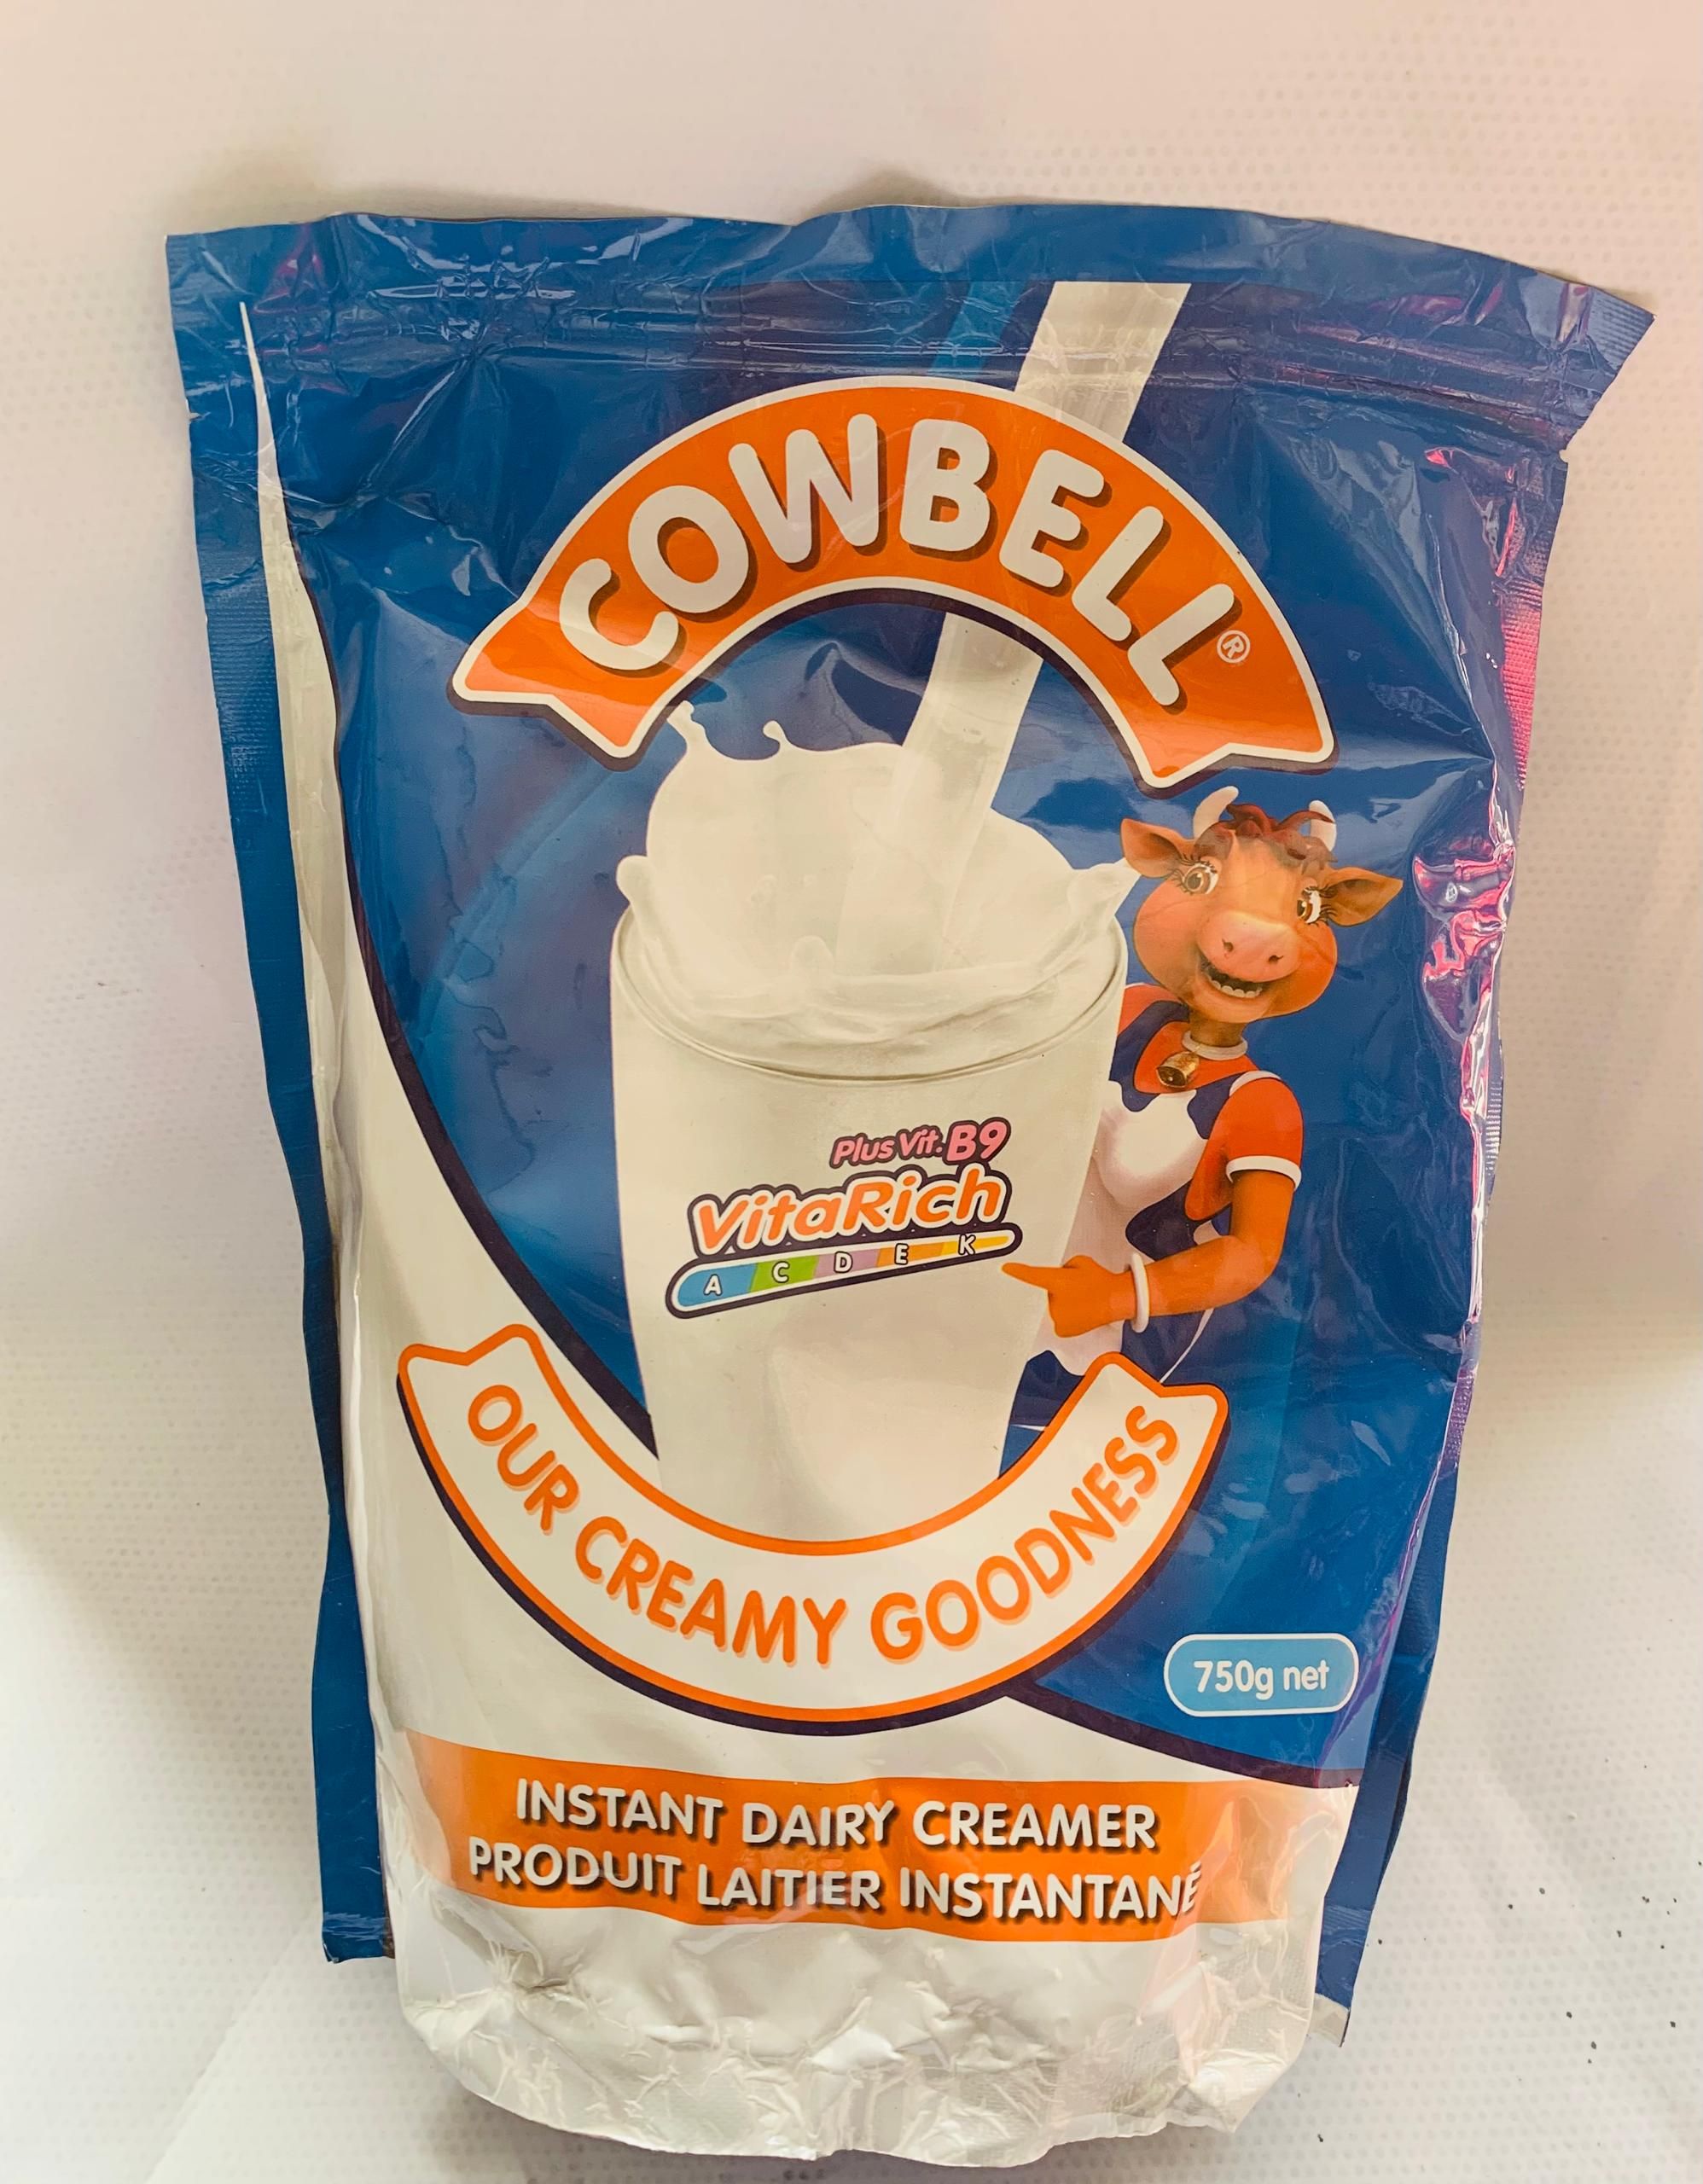 COWBELL®
Plus Vit. B9
VitaRich
A C D E K
OUR CREAMY GOODNESS
750g net
INSTANT DAIRY CREAMER
PRODUIT LAITIER INSTANTANÉ